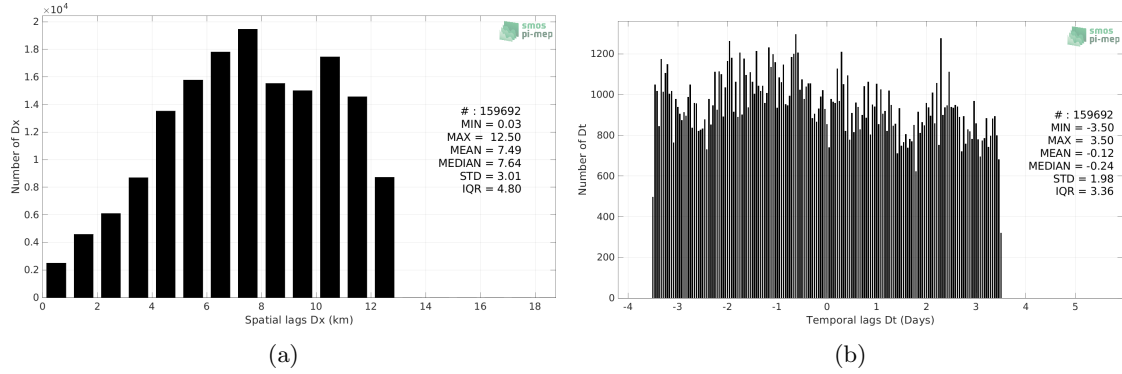 ×10⁴
2
1.8
1.6
1.4
1.2
1
0.8
0.6
0.4
0.2
0
Number of Dx
smos
pi-mep
# : 159692
MIN = 0.03
MAX = 12.50
MEAN = 7.49
MEDIAN = 7.64
STD = 3.01
IQR = 4.80
0 2 4 6 8 10 12 14 16 18
Spatial lags Dx (km)
(a)
1200
1000
800
600
400
200
0
Number of Dt
smos
pi-mep
# : 159692
MIN = -3.50
MAX = 3.50
MEAN = -0.12
MEDIAN = -0.24
STD = 1.98
IQR = 3.36
-4 -3 -2 -1 0 1 2 3 4 5
Temporal lags Dt (Days)
(b)